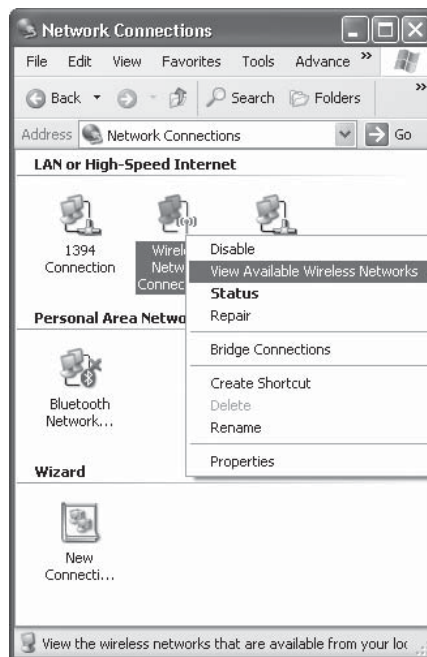 Network Connections
File Edit View Favorites Tools Advance »
Back Search Folders »
Address Network Connections Go
LAN or High-Speed Internet
1394
Connection
Wirel
Netw
Connec
Disable
View Available Wireless Networks
Status
Repair
Bridge Connections
Create Shortcut
Delete
Rename
Properties
Personal Area Netwo
Bluetooth
Network...
Wizard
New
Connecti...
View the wireless networks that are available from your loc